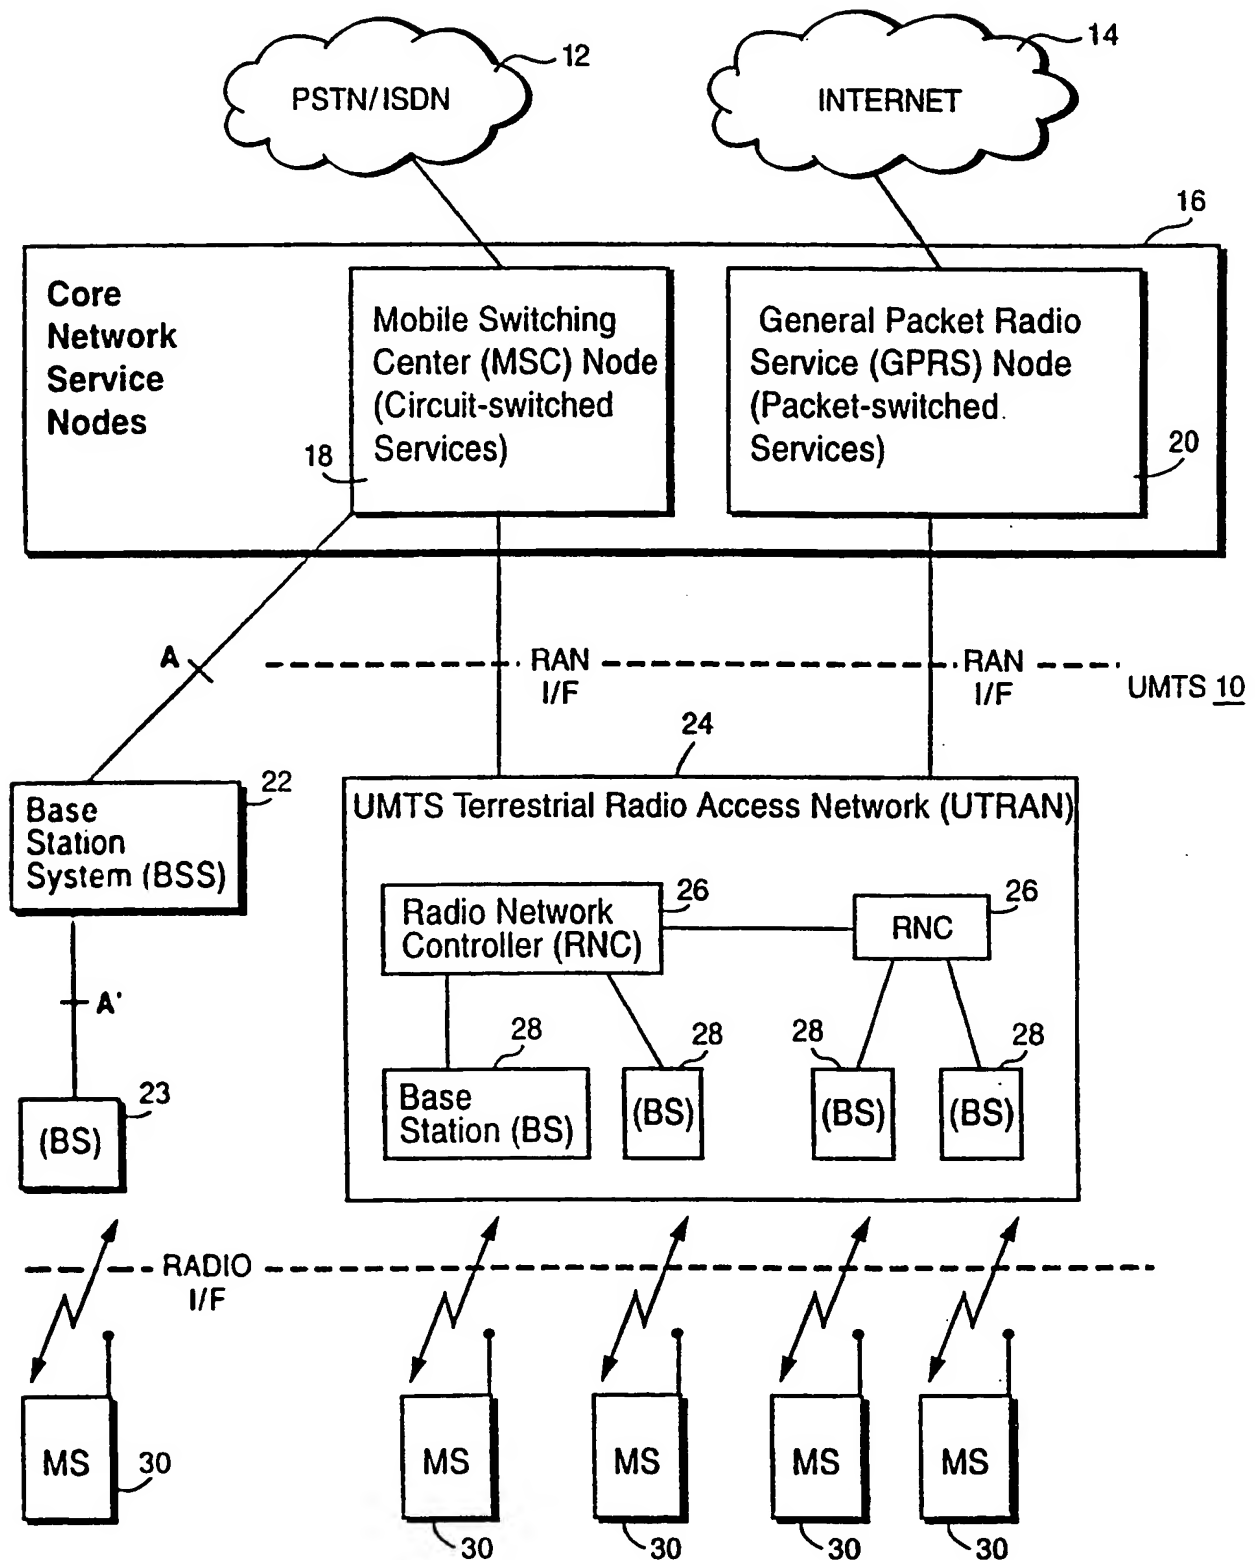 12
14
PSTN/ISDN
INTERNET
16
Core
Network
Service
Nodes
Mobile Switching
Center (MSC) Node
(Circuit-switched
Services)
18
General Packet Radio
Service (GPRS) Node
(Packet-switched
Services)
20
A
RAN
I/F
RAN
I/F
UMTS 10
24
22
Base
Station
System (BSS)
UMTS Terrestrial Radio Access Network (UTRAN)
26
Radio Network
Controller (RNC)
26
RNC
A'
28
28
28
28
23
(BS)
Base
Station (BS)
(BS)
(BS)
(BS)
RADIO
I/F
MS
30
MS
30
MS
30
MS
30
MS
30